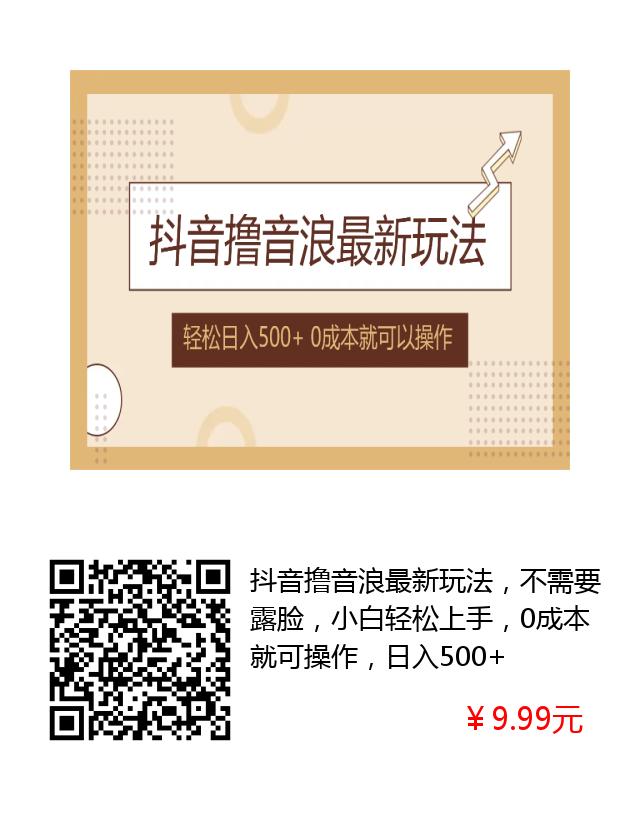 抖音撸音浪最新玩法
轻松日入500+ 0成本就可以操作
抖音撸音浪最新玩法，不需要
露脸，小白轻松上手，0成本
就可操作，日入500+
￥9.99元